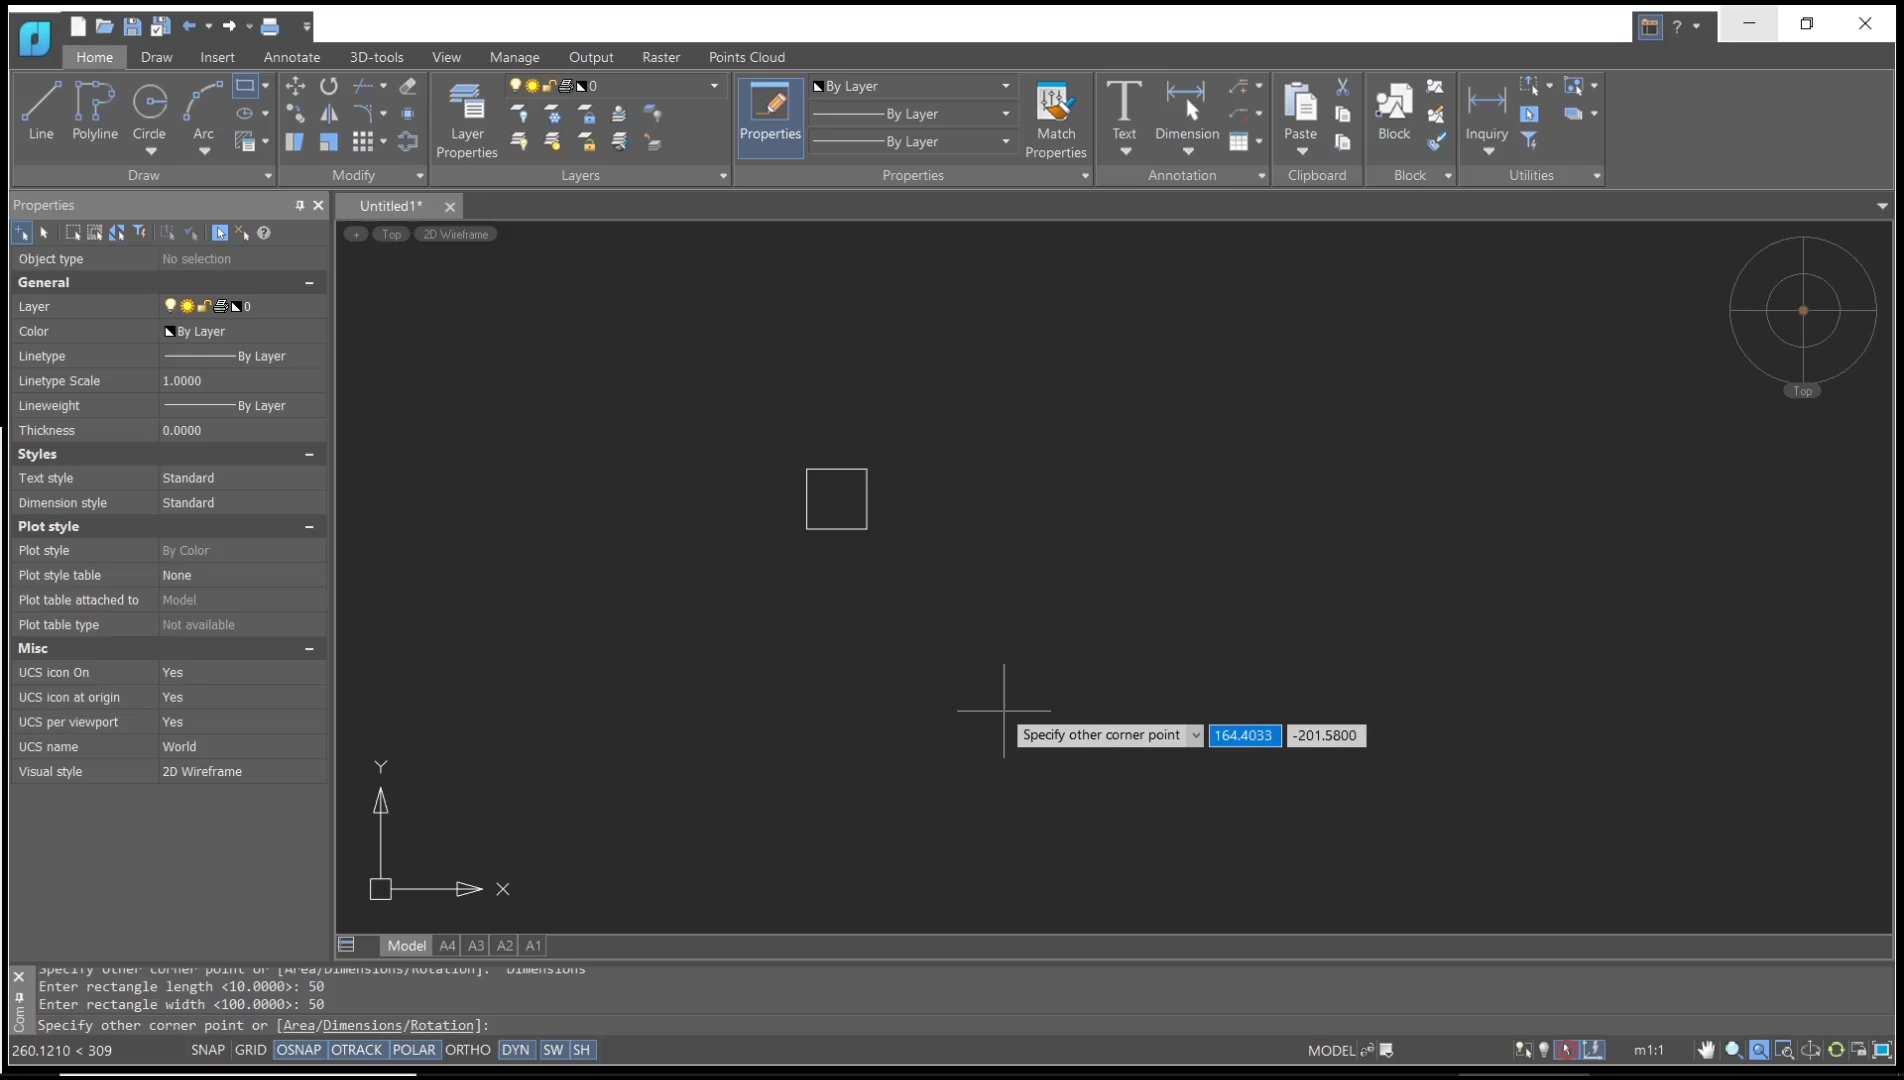 Home Draw Insert Annotate 3D-tools View Manage Output Raster Points Cloud
?
Line Polyline Circle Arc
Draw
Modify
Layer
Properties
0
Layers
Properties
By Layer
By Layer
By Layer
Match
Properties
Properties
Text Dimension
Annotation
Paste
Clipboard
Block
Block
Inquiry
Utilities
Properties
Untitled1*
+ Top 2D Wireframe
Object type No selection
General
Layer 0
Color By Layer
Linetype By Layer
Linetype Scale 1.0000
Lineweight By Layer
Thickness 0.0000
Styles
Text style Standard
Dimension style Standard
Plot style
Plot style By Color
Plot style table None
Plot table attached to Model
Plot table type Not available
Misc
UCS icon On Yes
UCS icon at origin Yes
UCS per viewport Yes
UCS name World
Visual style 2D Wireframe
Top
Specify other corner point 164.4033 -201.5800
Y
X
Model A4 A3 A2 A1
Com
Specify other corner point or [Area/Dimensions/Rotation]: Dimensions
Enter rectangle length <10.0000>: 50
Enter rectangle width <100.0000>: 50
Specify other corner point or [Area/Dimensions/Rotation]:
260.1210 < 309 SNAP GRID OSNAP OTRACK POLAR ORTHO DYN SW SH MODEL m1:1